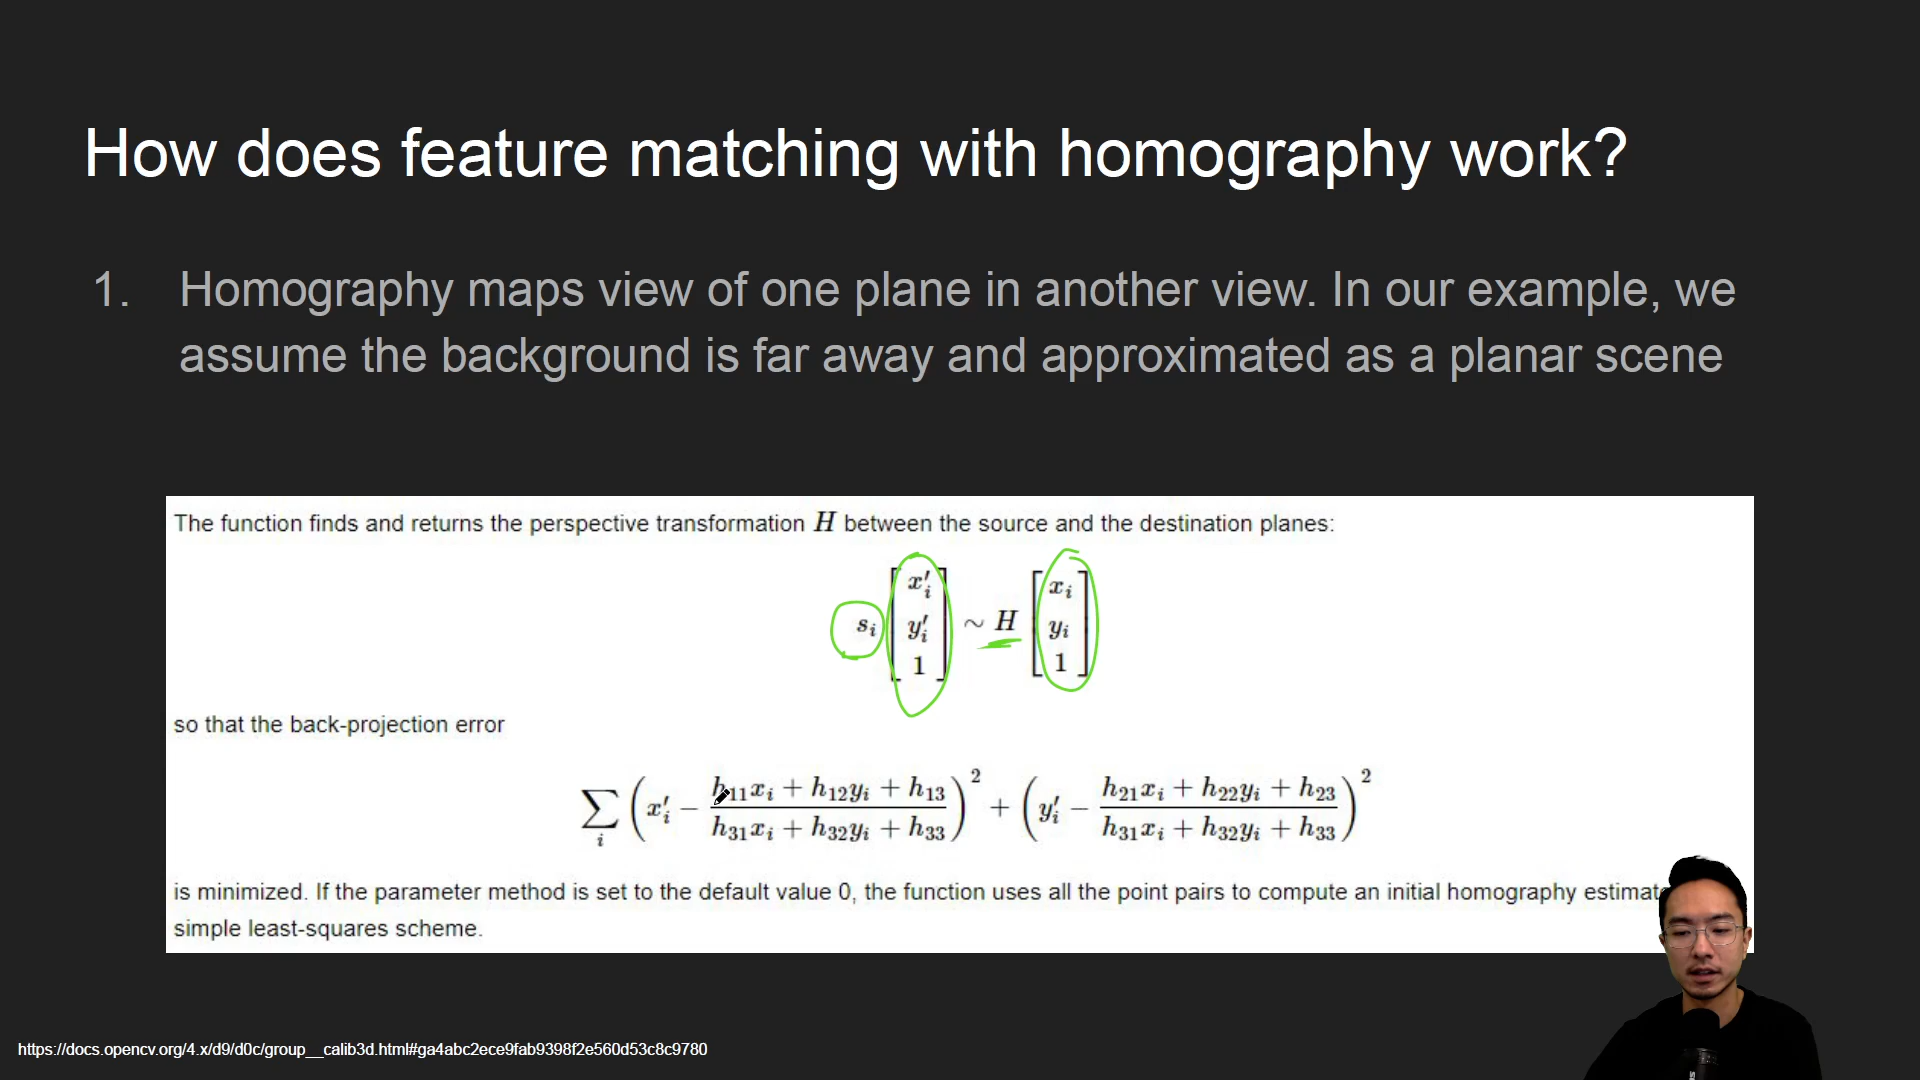 How does feature matching with homography work?
1. Homography maps view of one plane in another view. In our example, we
assume the background is far away and approximated as a planar scene
The function finds and returns the perspective transformation H between the source and the destination planes:
s_i [x'_i y'_i 1] ∼ H [x_i y_i 1]
so that the back-projection error
∑_i (x'_i − (h_11 x_i + h_12 y_i + h_13)/(h_31 x_i + h_32 y_i + h_33))^2 + (y'_i − (h_21 x_i + h_22 y_i + h_23)/(h_31 x_i + h_32 y_i + h_33))^2
is minimized. If the parameter method is set to the default value 0, the function uses all the point pairs to compute an initial homography
simple least-squares scheme.
https://docs.opencv.org/4.x/d9/d0c/group__calib3d.html#ga4abc2ece9fab9398f2e560d53c8c9780